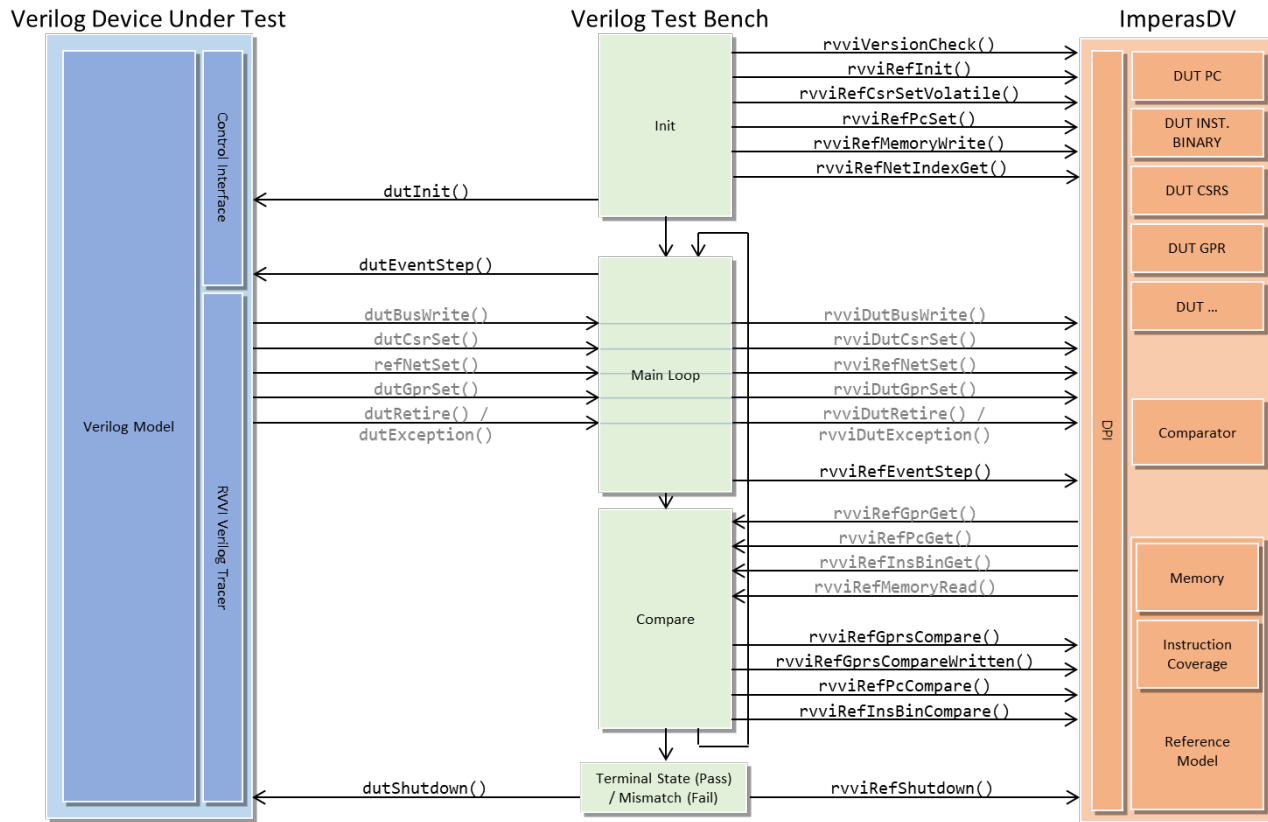 Verilog Device Under Test
Verilog Test Bench
ImperasDV
Verilog Model
Control Interface
RVVI Verilog Tracer
dutInit()
dutEventStep()
dutBusWrite()
dutCsrSet()
refNetSet()
dutGprSet()
dutRetire() /
dutException()
dutShutdown()
Init
Main Loop
Compare
Terminal State (Pass)
/ Mismatch (Fail)
rvviVersionCheck()
rvviRefInit()
rvviRefCsrSetVolatile()
rvviRefPcSet()
rvviRefMemoryWrite()
rvviRefNetIndexGet()
rvviDutBusWrite()
rvviDutCsrSet()
rvviRefNetSet()
rvviDutGprSet()
rvviDutRetire() /
rvviDutException()
rvviRefEventStep()
rvviRefGprGet()
rvviRefPcGet()
rvviRefInsBinGet()
rvviRefMemoryRead()
rvviRefGprsCompare()
rvviRefGprsCompareWritten()
rvviRefPcCompare()
rvviRefInsBinCompare()
rvviRefShutdown()
DPI
DUT PC
DUT INST.
BINARY
DUT CSRS
DUT GPR
DUT ...
Comparator
Memory
Instruction
Coverage
Reference
Model